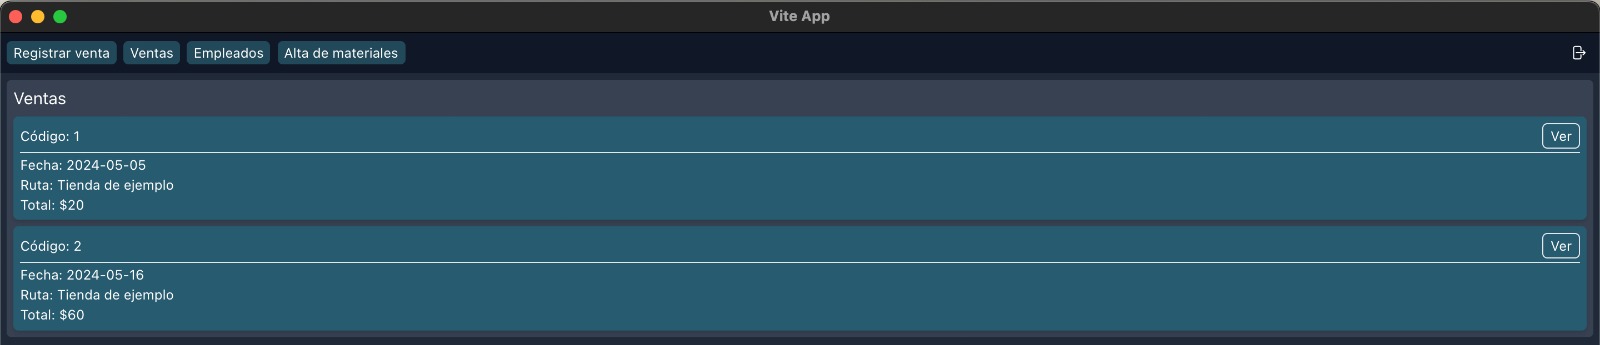 Vite App
Registrar venta Ventas Empleados Alta de materiales
Ventas
Código: 1 Ver
Fecha: 2024-05-05
Ruta: Tienda de ejemplo
Total: $20
Código: 2 Ver
Fecha: 2024-05-16
Ruta: Tienda de ejemplo
Total: $60